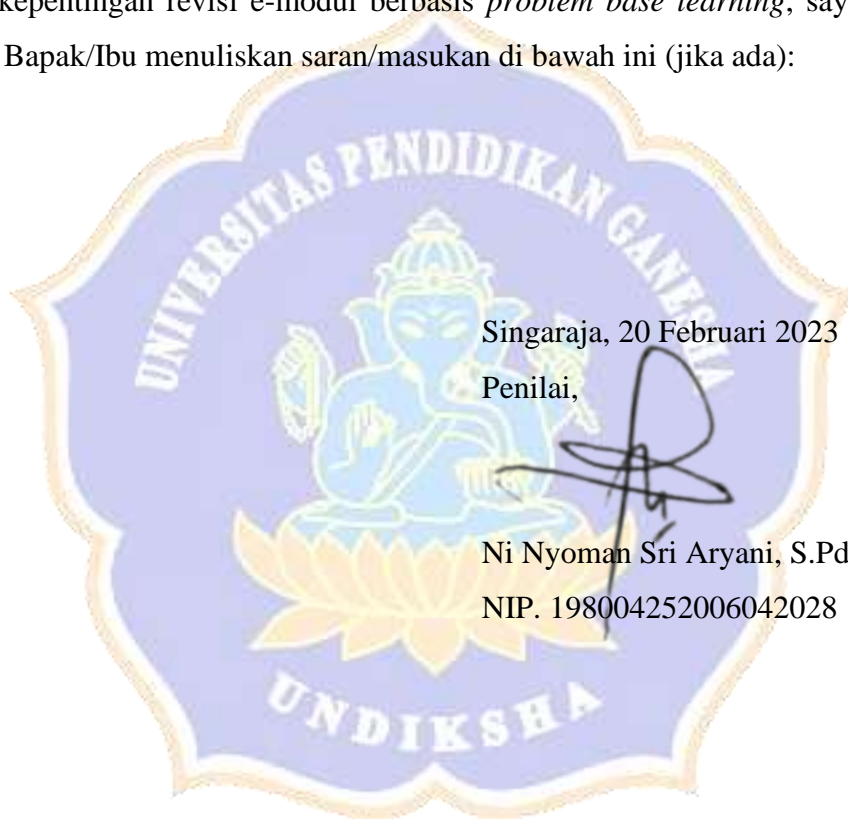 kepentingan revisi e-modul berbasis problem base learning, say
Bapak/Ibu menuliskan saran/masukan di bawah ini (jika ada):
UNIVERSITAS PENDIDIKAN GANESHA
Singaraja, 20 Februari 2023
Penilai,
Ni Nyoman Sri Aryani, S.Pd
NIP. 198004252006042028
UNDIKSHA